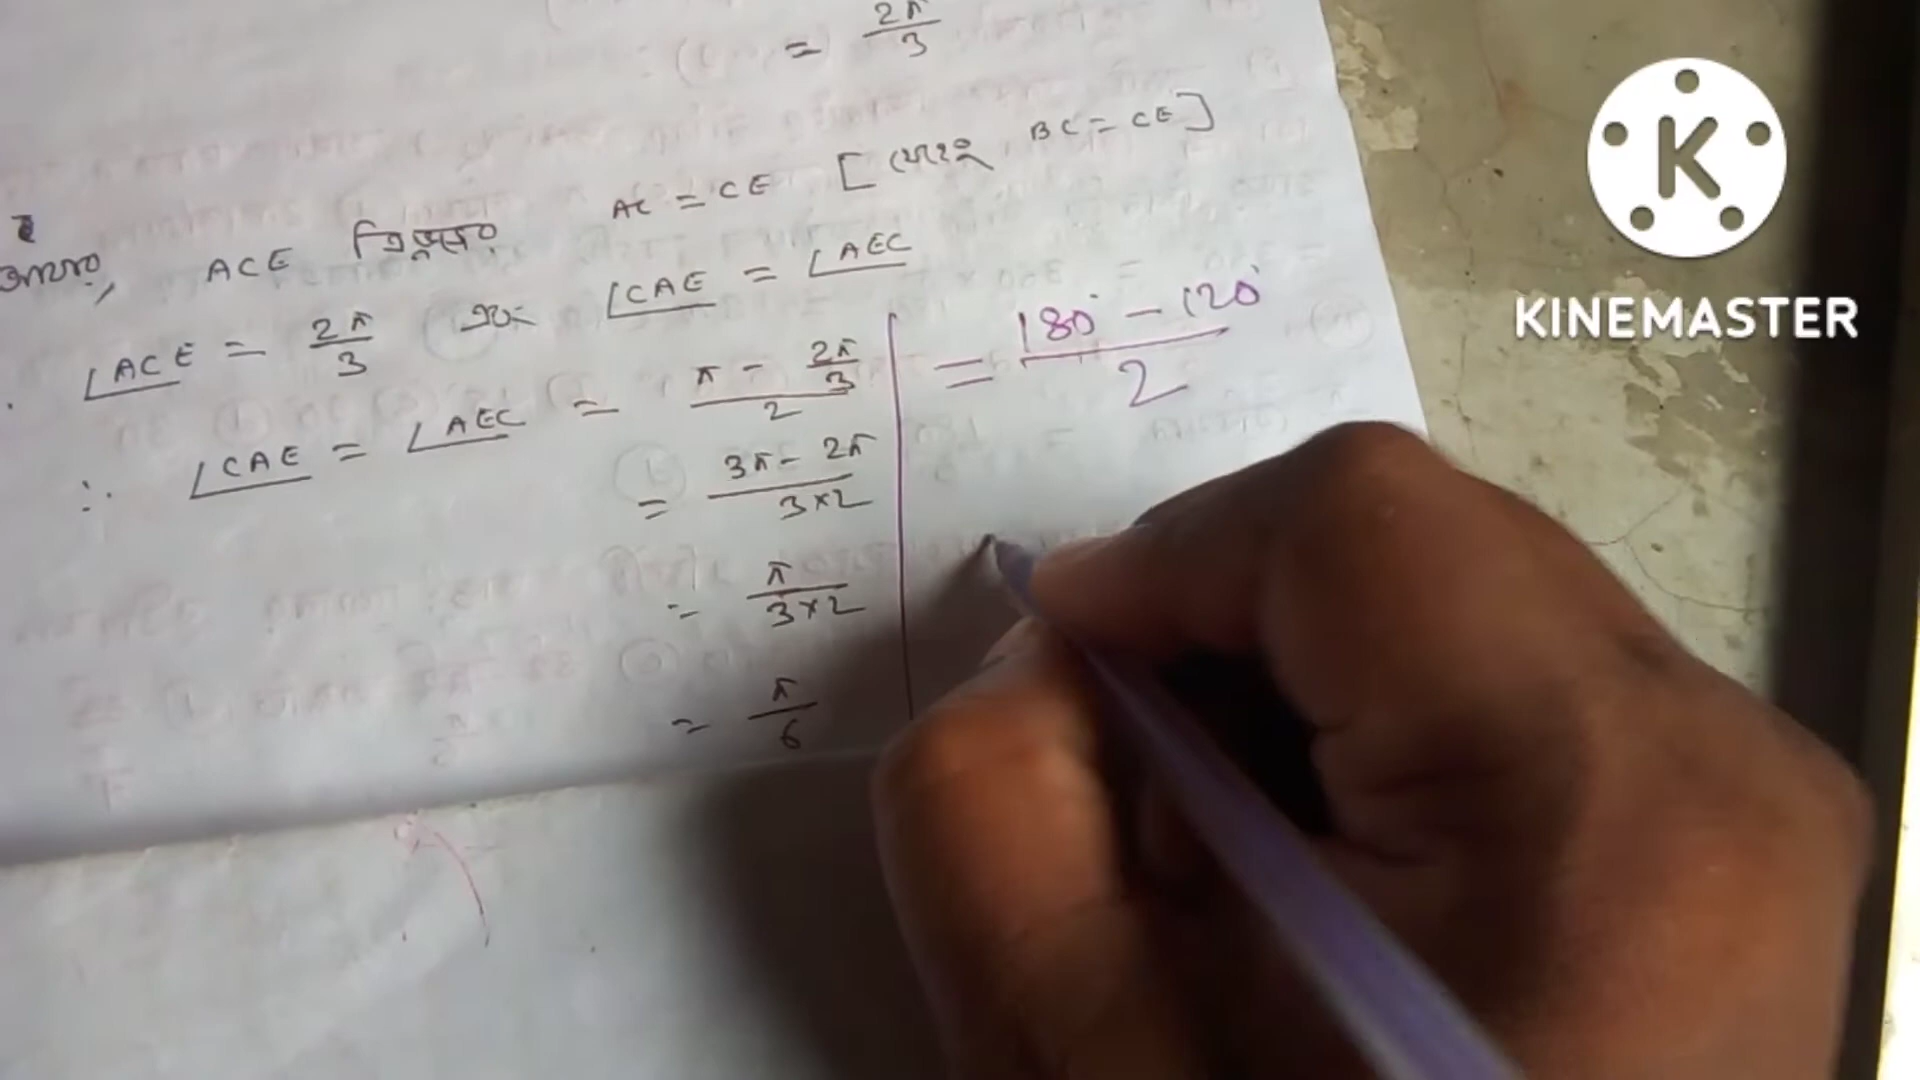 = 2π/3
আবার, ACE ত্রিভুজের AC = CE [যেহেতু BC = CE]
∠ACE = 2π/3 এবং ∠CAE = ∠AEC
∴ ∠CAE = ∠AEC = (π - 2π/3)/2
= (3π - 2π)/(3×2)
= π/(3×2)
= π/6
= (180° - 120°)/2
KINEMASTER